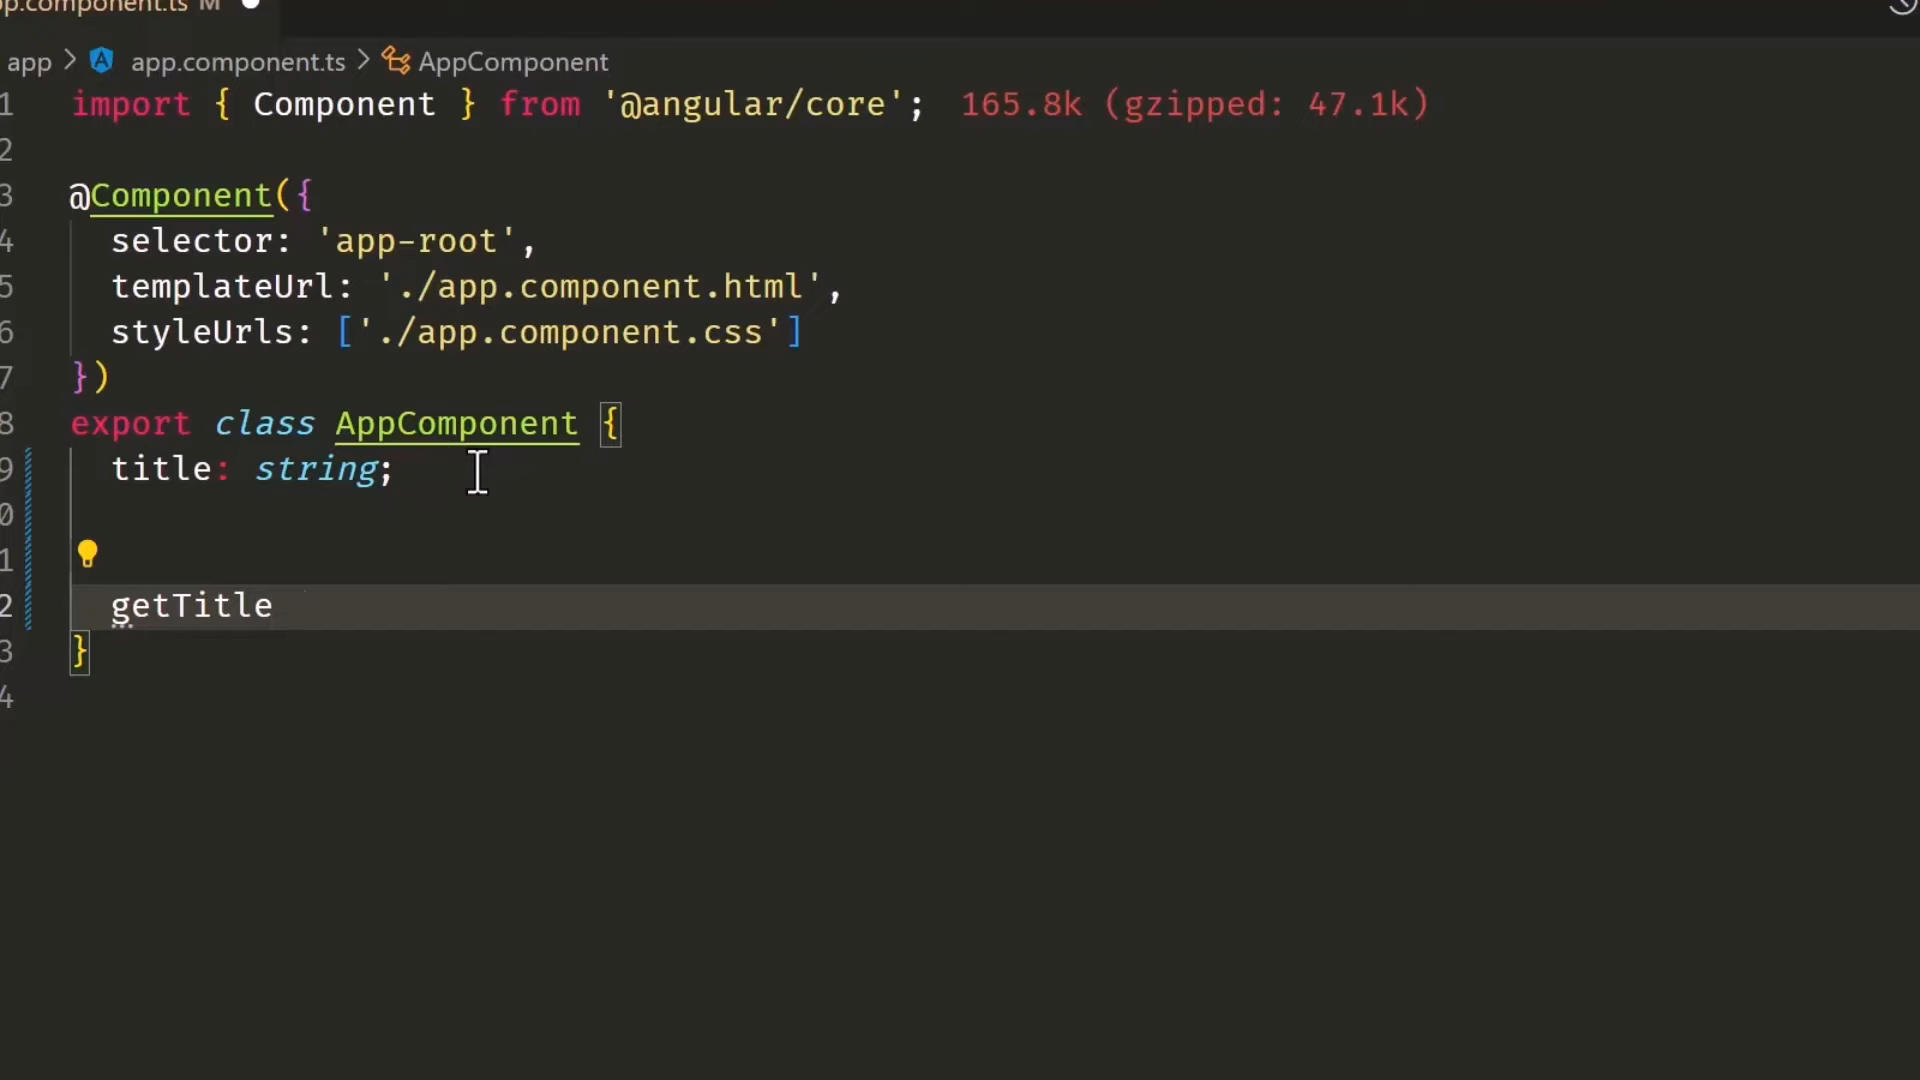 p.component.ts M
app > app.component.ts > AppComponent
1 import { Component } from '@angular/core'; 165.8k (gzipped: 47.1k)
2
3 @Component({
4 selector: 'app-root',
5 templateUrl: './app.component.html',
6 styleUrls: ['./app.component.css']
7 })
8 export class AppComponent {
9 title: string;
0
1
2 getTitle
3 }
4